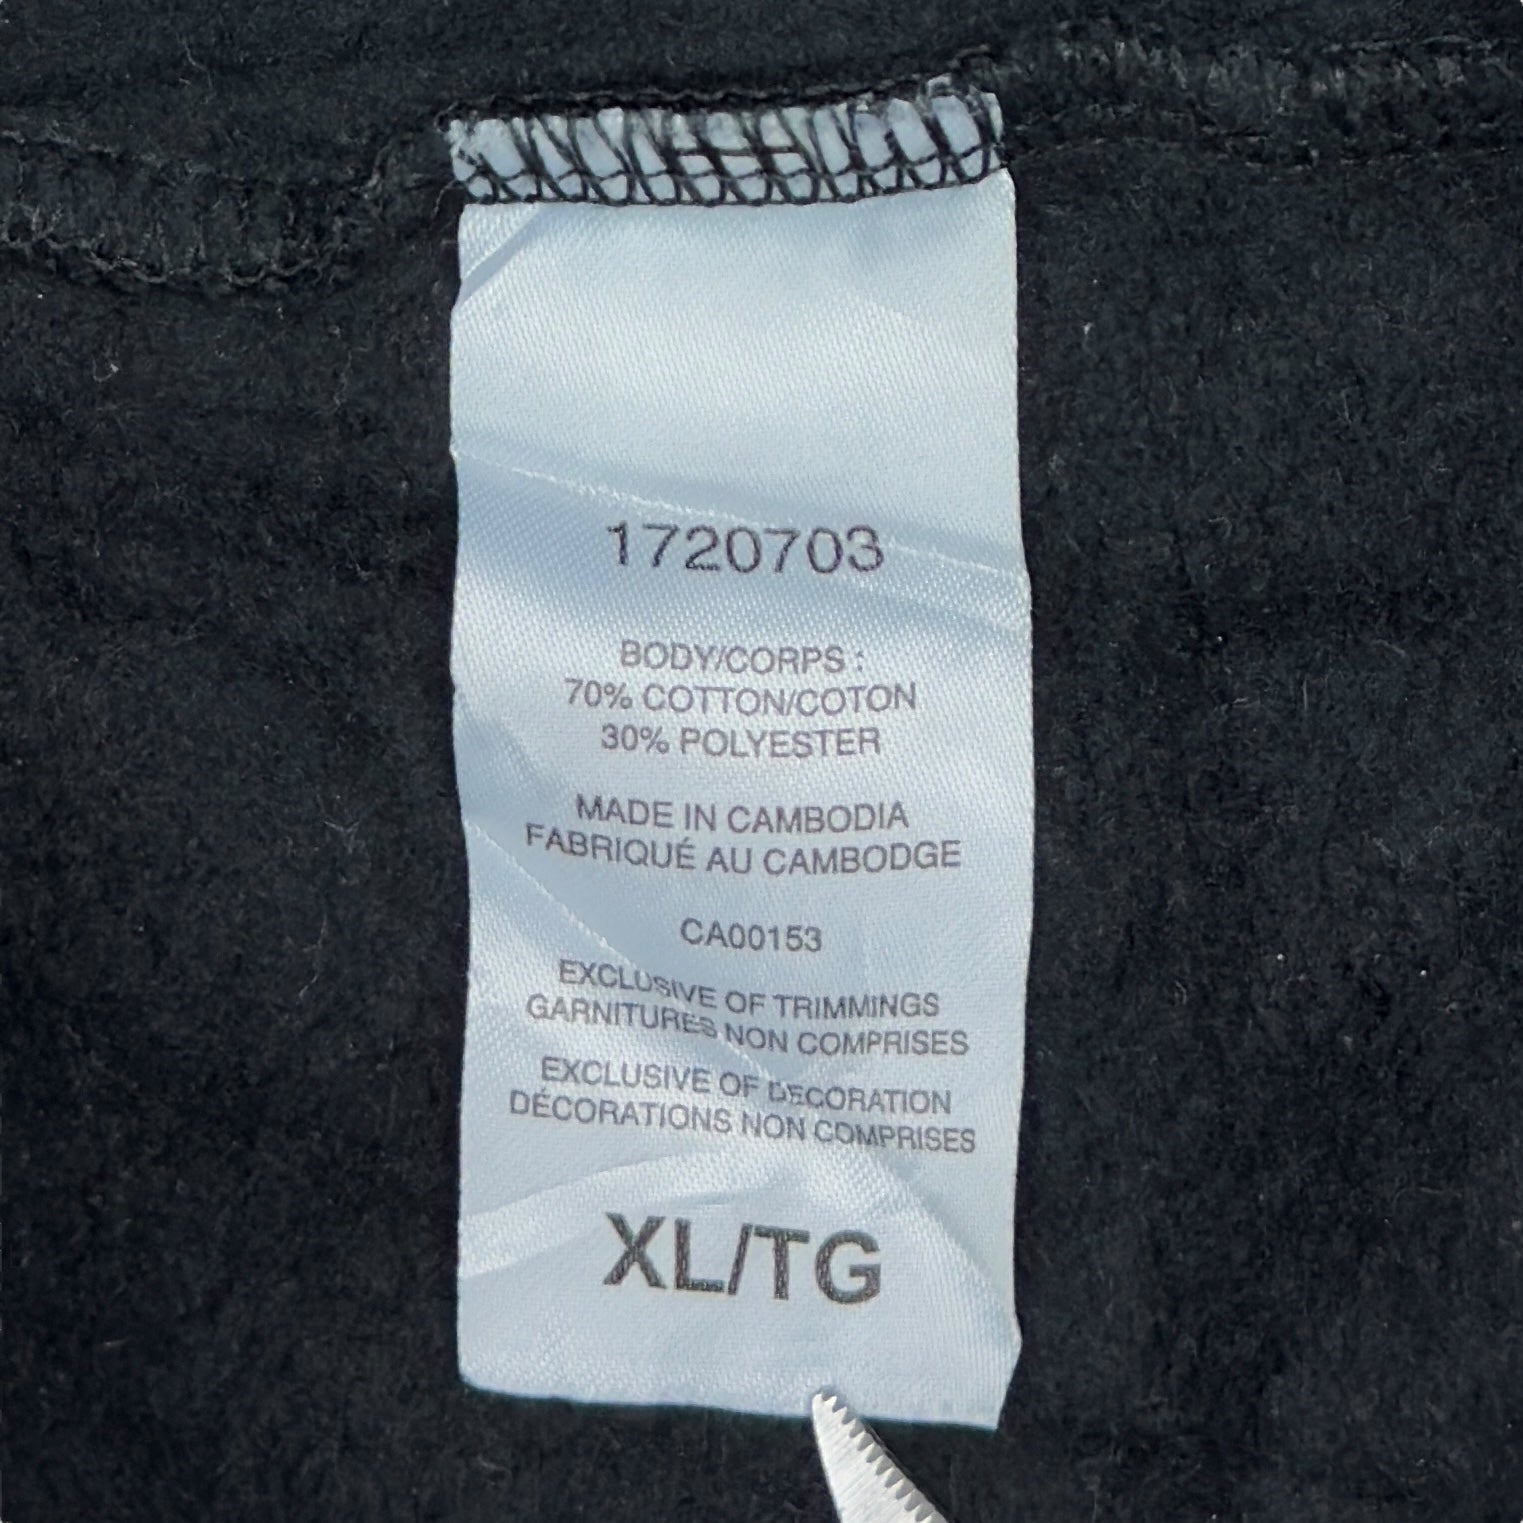 1720703
BODY/CORPS :
70% COTTON/COTON
30% POLYESTER
MADE IN CAMBODIA
FABRIQUÉ AU CAMBODGE
CA00153
EXCLUSIVE OF TRIMMINGS
GARNITURES NON COMPRISES
EXCLUSIVE OF DECORATION
DÉCORATIONS NON COMPRISES
XL/TG